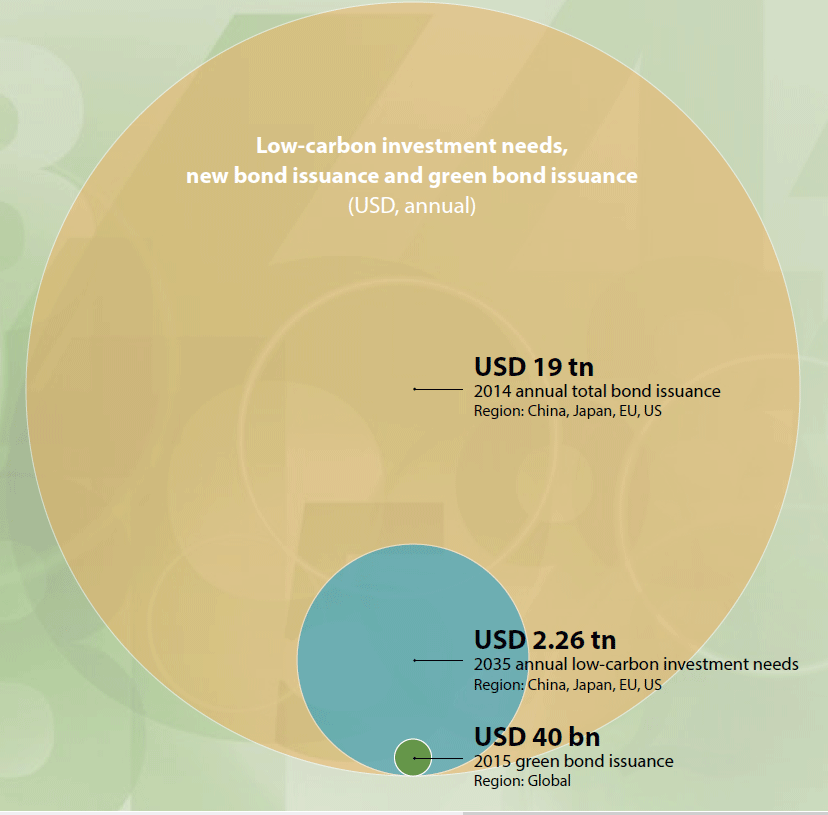 Low-carbon investment needs,
new bond issuance and green bond issuance
(USD, annual)
USD 19 tn
2014 annual total bond issuance
Region: China, Japan, EU, US
USD 2.26 tn
2035 annual low-carbon investment needs
Region: China, Japan, EU, US
USD 40 bn
2015 green bond issuance
Region: Global